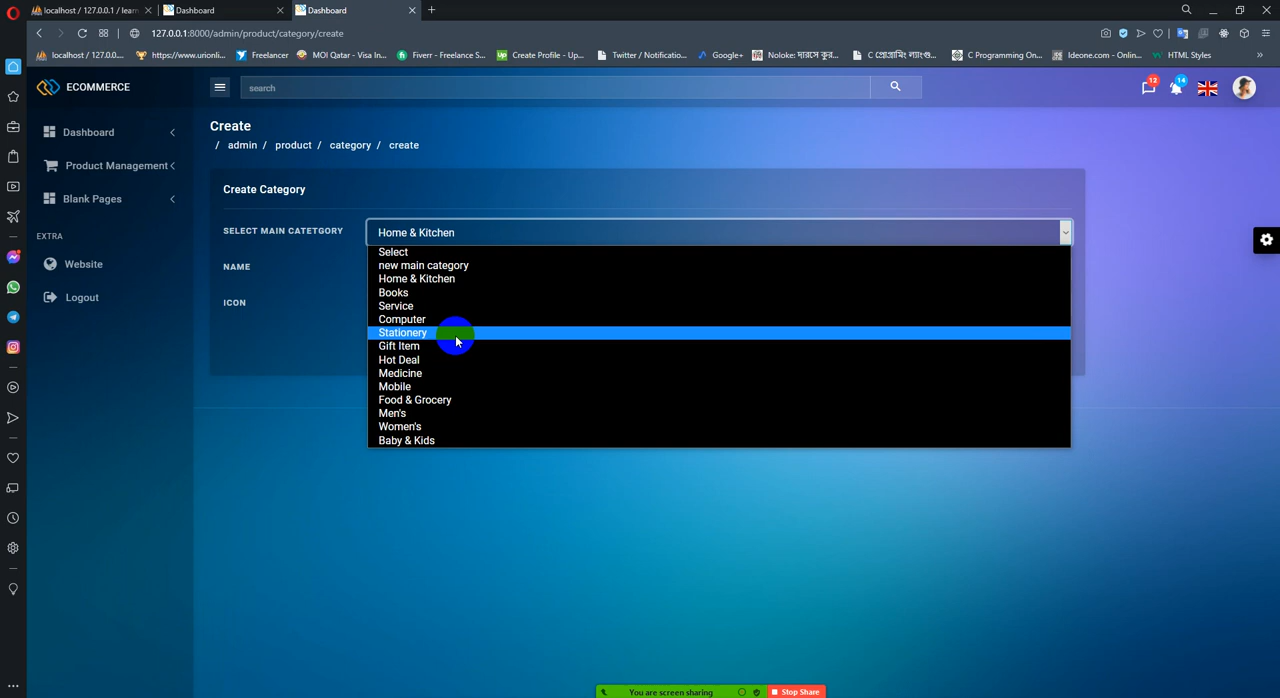 localhost / 127.0.0.1 / learn
Dashboard
Dashboard
127.0.0.1:8000/admin/product/category/create
localhost / 127.0.0....
https://www.urionli...
Freelancer
MOI Qatar - Visa In...
Fiverr - Freelance S...
Create Profile - Up...
Twitter / Notificatio...
Google+
C Programming On...
Ideone.com - Onlin...
HTML Styles
ECOMMERCE
search
12
14
Dashboard
Product Management
Blank Pages
EXTRA
Website
Logout
Create
/ admin / product / category / create
Create Category
SELECT MAIN CATETGORY
Home & Kitchen
NAME
ICON
Select
new main category
Home & Kitchen
Books
Service
Computer
Stationery
Gift Item
Hot Deal
Medicine
Mobile
Food & Grocery
Men's
Women's
Baby & Kids
You are screen sharing
Stop Share